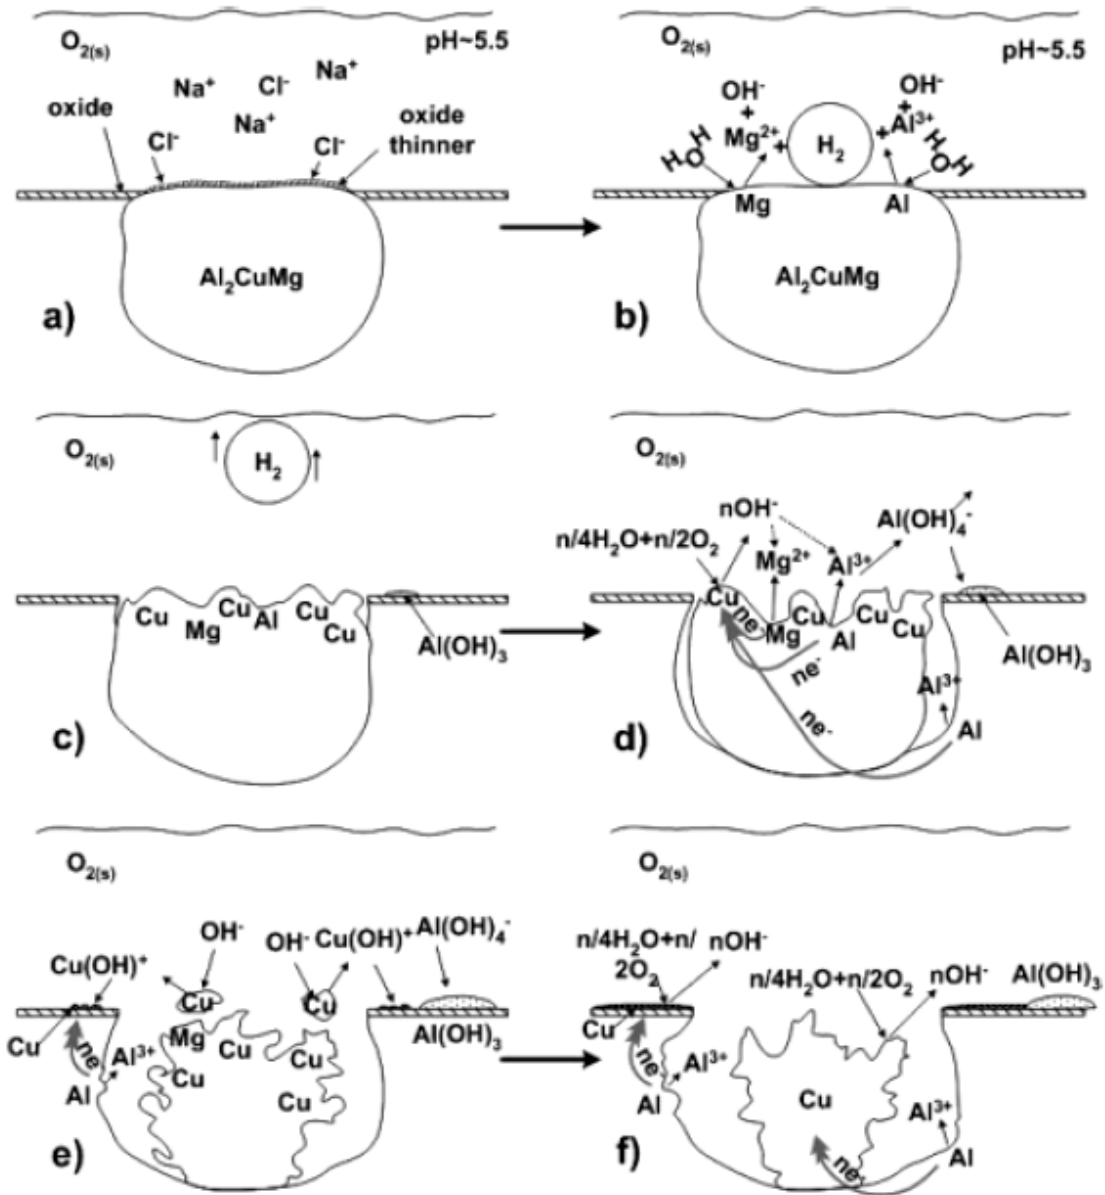 O2(s) pH~5.5
Na+ Cl- Na+
oxide Na+ oxide
thinner
Cl- Cl-
Al2CuMg
a)
O2(s) pH~5.5
OH- OH-
+ +
Mg2+ + H2 + Al3+
H O H H O H
Mg Al
Al2CuMg
b)
O2(s) H2
Cu Mg Cu Al Cu Cu
Al(OH)3
c)
O2(s)
nOH- Al(OH)4-
n/4H2O+n/2O2 Mg2+ Al3+
Cu ne- Mg Cu Al Cu Cu
ne- Al(OH)3
Al3+
ne- Al
d)
O2(s)
OH- OH- Cu(OH)+ Al(OH)4-
Cu(OH)+ Cu Cu
Cu Mg Cu Cu Al(OH)3
ne- Al3+ Cu
Al Cu
e)
O2(s)
n/4H2O+n/ nOH-
2O2 n/4H2O+n/2O2 nOH- Al(OH)3
Cu
ne- Al3+
Al Cu Al3+
Al
ne-
f)